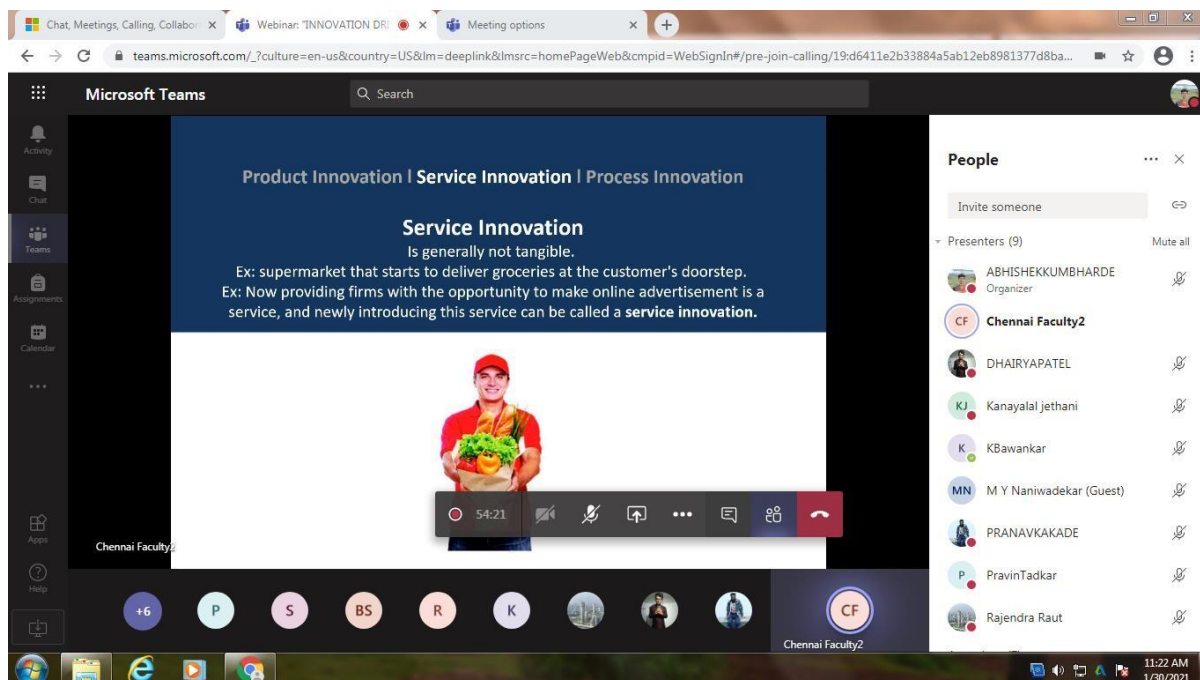 Chat, Meetings, Calling, Collabor
Webinar: "INNOVATION DRI
Meeting options
teams.microsoft.com/_?culture=en-us&country=US&lm=deeplink&lmsrc=homePageWeb&cmpid=WebSignIn#/pre-join-calling/19:d6411e2b33884a5ab12eb8981377d8ba...
Microsoft Teams
Search
Activity
Chat
Teams
Assignments
Calendar
Apps
Help
Product Innovation l Service Innovation l Process Innovation
Service Innovation
Is generally not tangible.
Ex: supermarket that starts to deliver groceries at the customer's doorstep.
Ex: Now providing firms with the opportunity to make online advertisement is a
service, and newly introducing this service can be called a service innovation.
54:21
Chennai Faculty2
+6
P
S
BS
R
K
CF
Chennai Faculty2
People
Invite someone
Presenters (9)
Mute all
ABHISHEKKUMBHARDE
Organizer
CF
Chennai Faculty2
DHAIRYAPATEL
KJ
Kanayalal jethani
K
KBawankar
MN
M Y Naniwadekar (Guest)
PRANAVKAKADE
P
PravinTadkar
Rajendra Raut
11:22 AM
1/30/2021